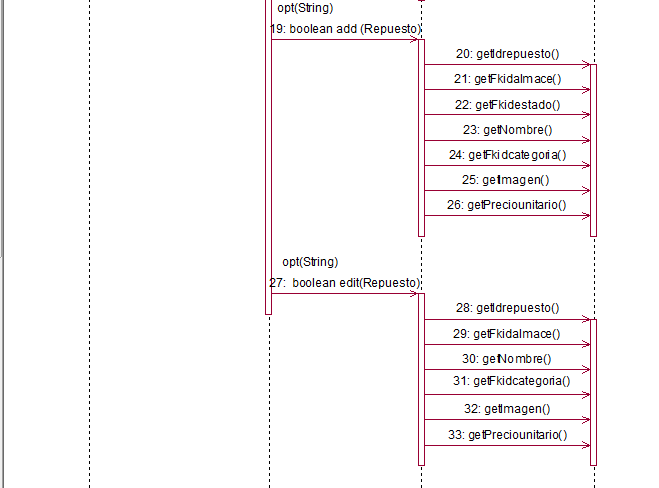 opt(String)
19: boolean add (Repuesto)
20: getIdrepuesto()
21: getFkidalmace()
22: getFkidestado()
23: getNombre()
24: getFkidcategoria()
25: getImagen()
26: getPreciounitario()
opt(String)
27:  boolean edit(Repuesto)
28: getIdrepuesto()
29: getFkidalmace()
30: getNombre()
31: getFkidcategoria()
32: getImagen()
33: getPreciounitario()